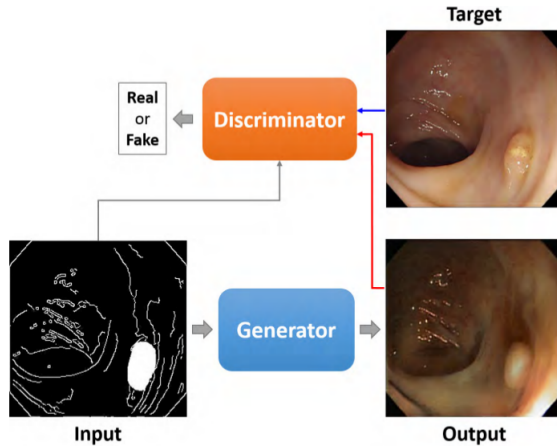 Target
Real
or
Fake
Discriminator
Generator
Input
Output